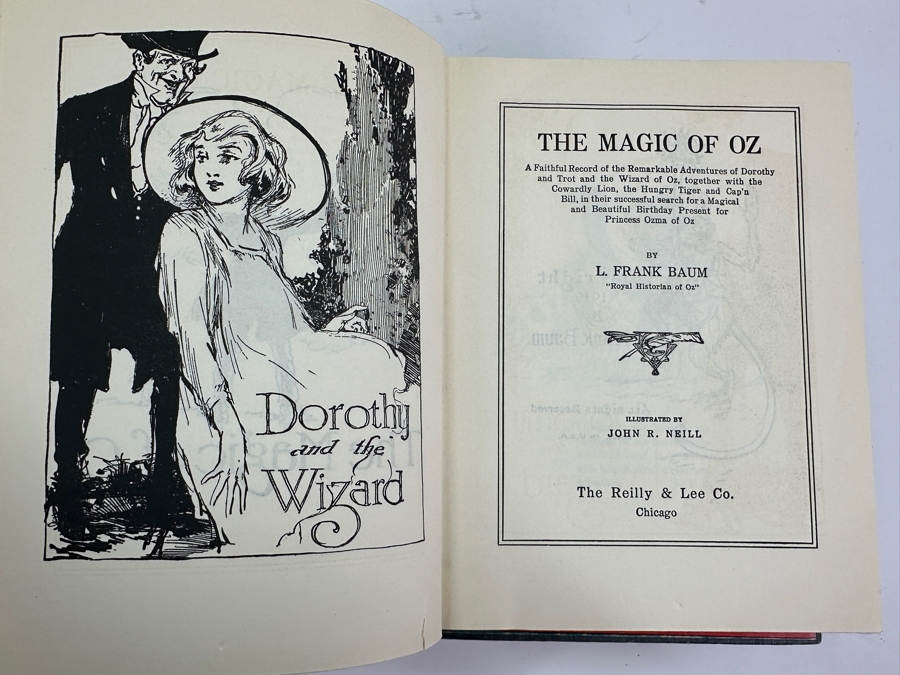 Dorothy
and the
Wizard
THE MAGIC OF OZ
A Faithful Record of the Remarkable Adventures of Dorothy
and Trot and the Wizard of Oz, together with the
Cowardly Lion, the Hungry Tiger and Cap'n
Bill, in their successful search for a Magical
and Beautiful Birthday Present for
Princess Ozma of Oz
BY
L. FRANK BAUM
"Royal Historian of Oz"
ILLUSTRATED BY
JOHN R. NEILL
The Reilly & Lee Co.
Chicago